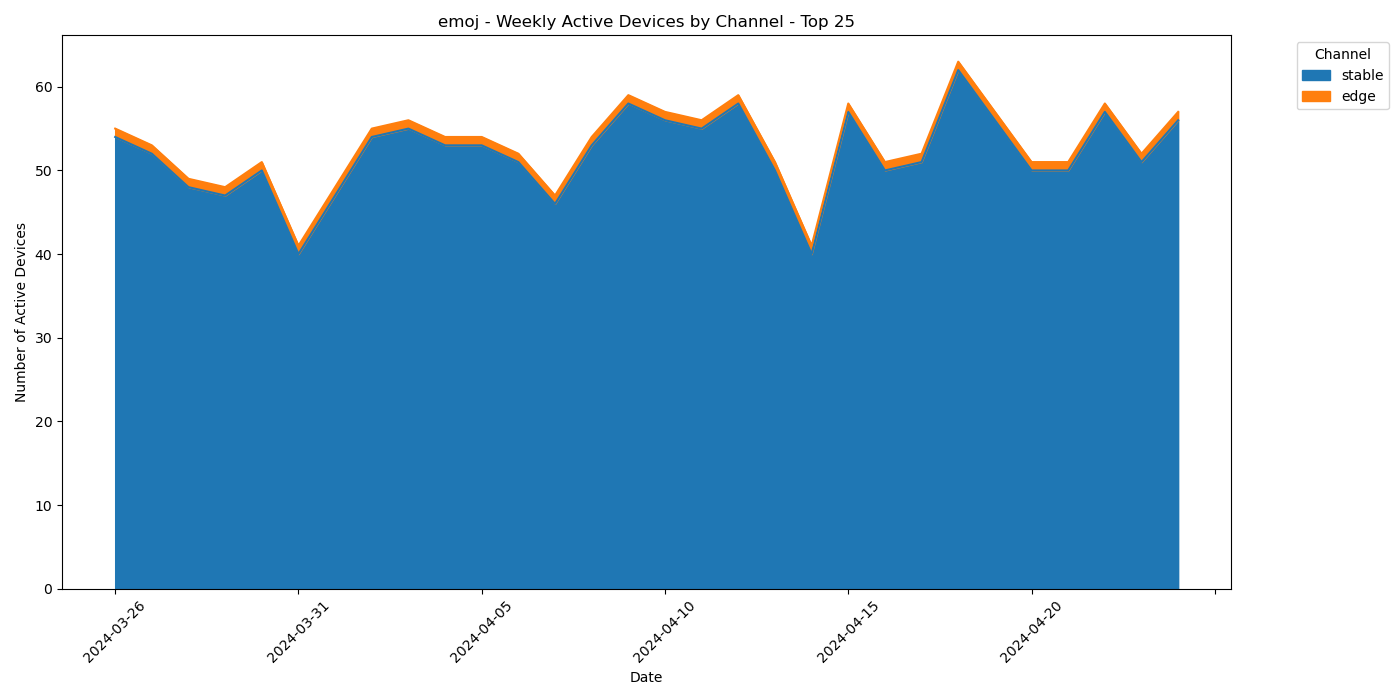 emoj - Weekly Active Devices by Channel - Top 25
Channel
stable
edge
Number of Active Devices
60
50
40
30
20
10
0
2024-03-26
2024-03-31
2024-04-05
2024-04-10
2024-04-15
2024-04-20
Date